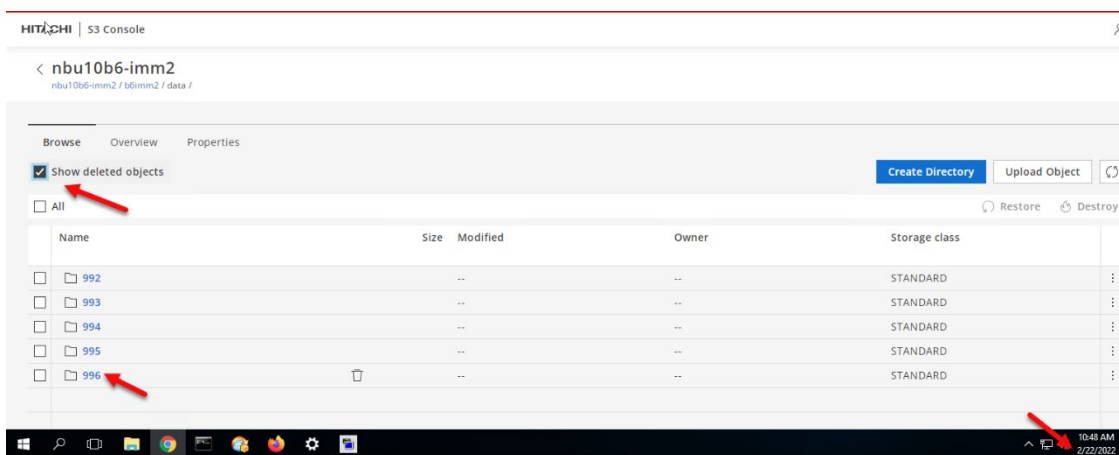 HITACHI | S3 Console
< nbu10b6-imm2
nbu10b6-imm2 / b6imm2 / data /
Browse Overview Properties
Show deleted objects
Create Directory Upload Object
All Restore Destroy
Name Size Modified Owner Storage class
992 -- -- STANDARD
993 -- -- STANDARD
994 -- -- STANDARD
995 -- -- STANDARD
996 -- -- STANDARD
10:48 AM
2/22/2022